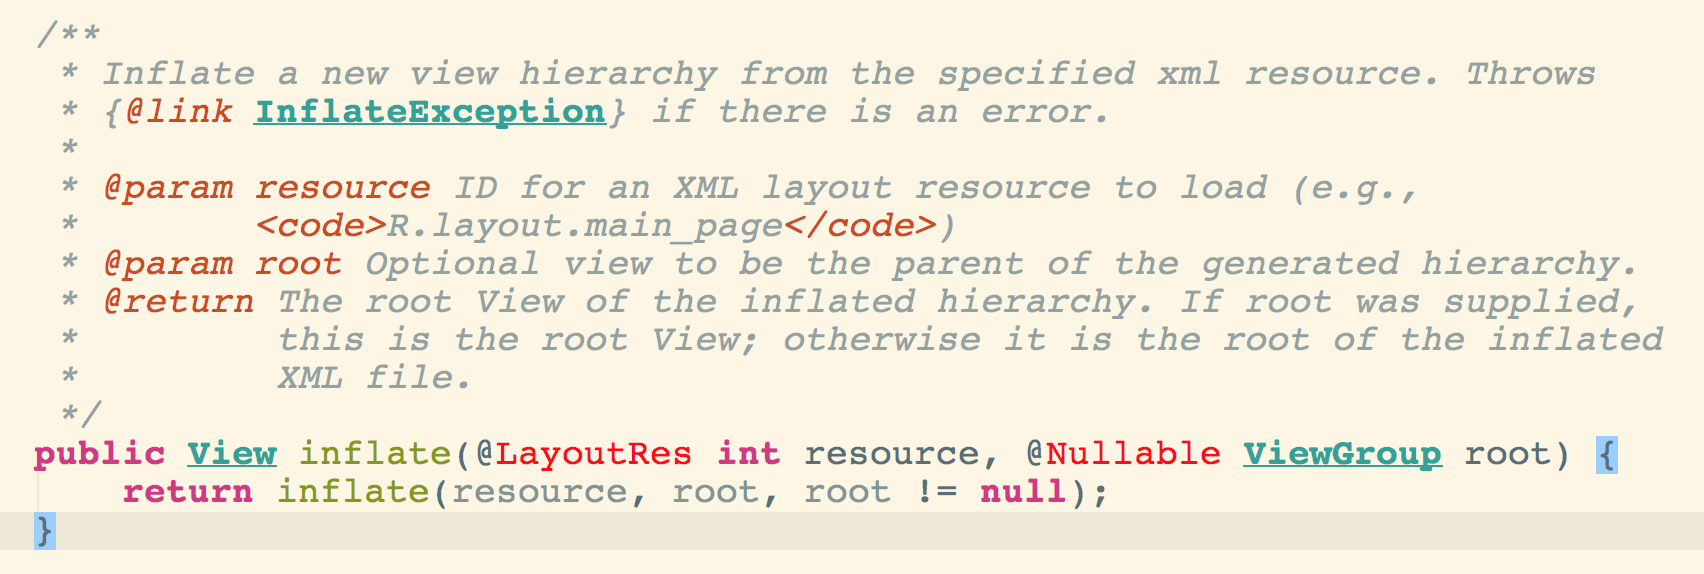 /**
 * Inflate a new view hierarchy from the specified xml resource. Throws
 * {@link InflateException} if there is an error.
 *
 * @param resource ID for an XML layout resource to load (e.g.,
 *        <code>R.layout.main_page</code>)
 * @param root Optional view to be the parent of the generated hierarchy.
 * @return The root View of the inflated hierarchy. If root was supplied,
 *         this is the root View; otherwise it is the root of the inflated
 *         XML file.
 */
public View inflate(@LayoutRes int resource, @Nullable ViewGroup root) {
    return inflate(resource, root, root != null);
}